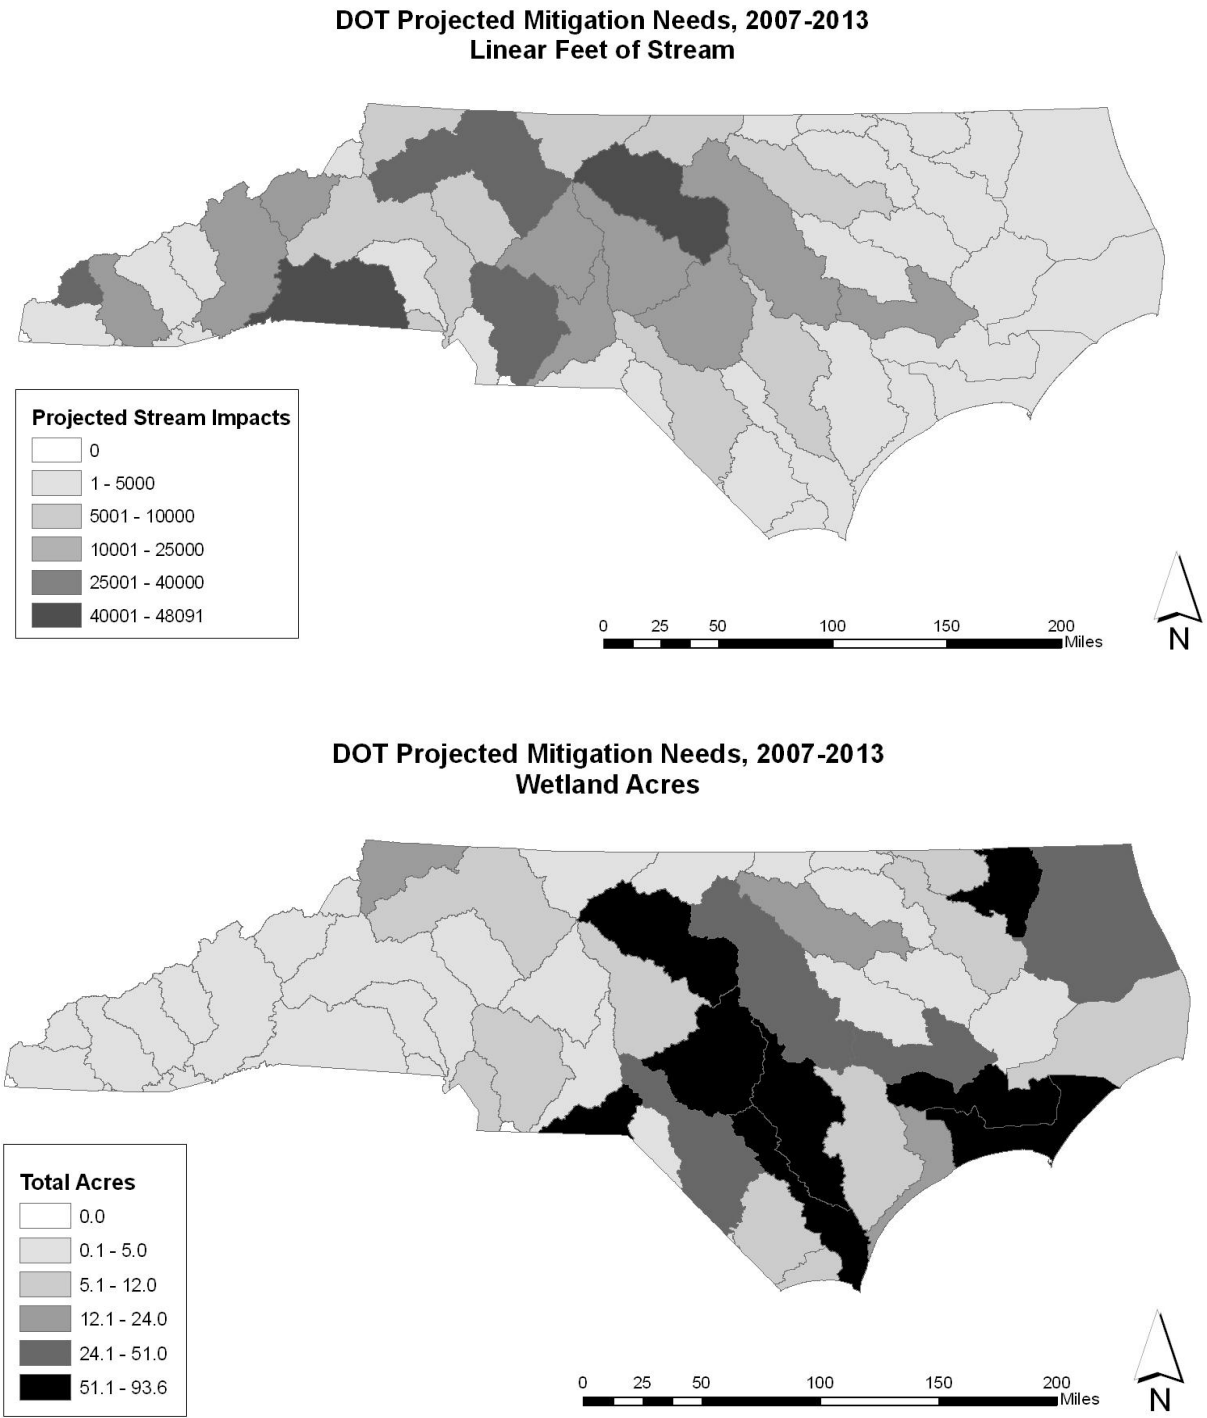 DOT Projected Mitigation Needs, 2007-2013
Linear Feet of Stream
Projected Stream Impacts
0
1 - 5000
5001 - 10000
10001 - 25000
25001 - 40000
40001 - 48091
0 25 50 100 150 200
Miles
N
DOT Projected Mitigation Needs, 2007-2013
Wetland Acres
Total Acres
0.0
0.1 - 5.0
5.1 - 12.0
12.1 - 24.0
24.1 - 51.0
51.1 - 93.6
0 25 50 100 150 200
Miles
N